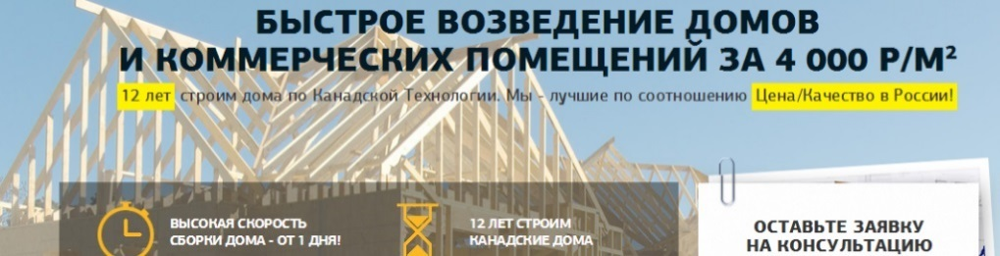 БЫСТРОЕ ВОЗВЕДЕНИЕ ДОМОВ
И КОММЕРЧЕСКИХ ПОМЕЩЕНИЙ ЗА 4 000 Р/М²
12 лет строим дома по Канадской Технологии. Мы - лучшие по соотношению Цена/Качество в России!
ВЫСОКАЯ СКОРОСТЬ
СБОРКИ ДОМА - ОТ 1 ДНЯ!
12 ЛЕТ СТРОИМ
КАНАДСКИЕ ДОМА
ОСТАВЬТЕ ЗАЯВКУ
НА КОНСУЛЬТАЦИЮ